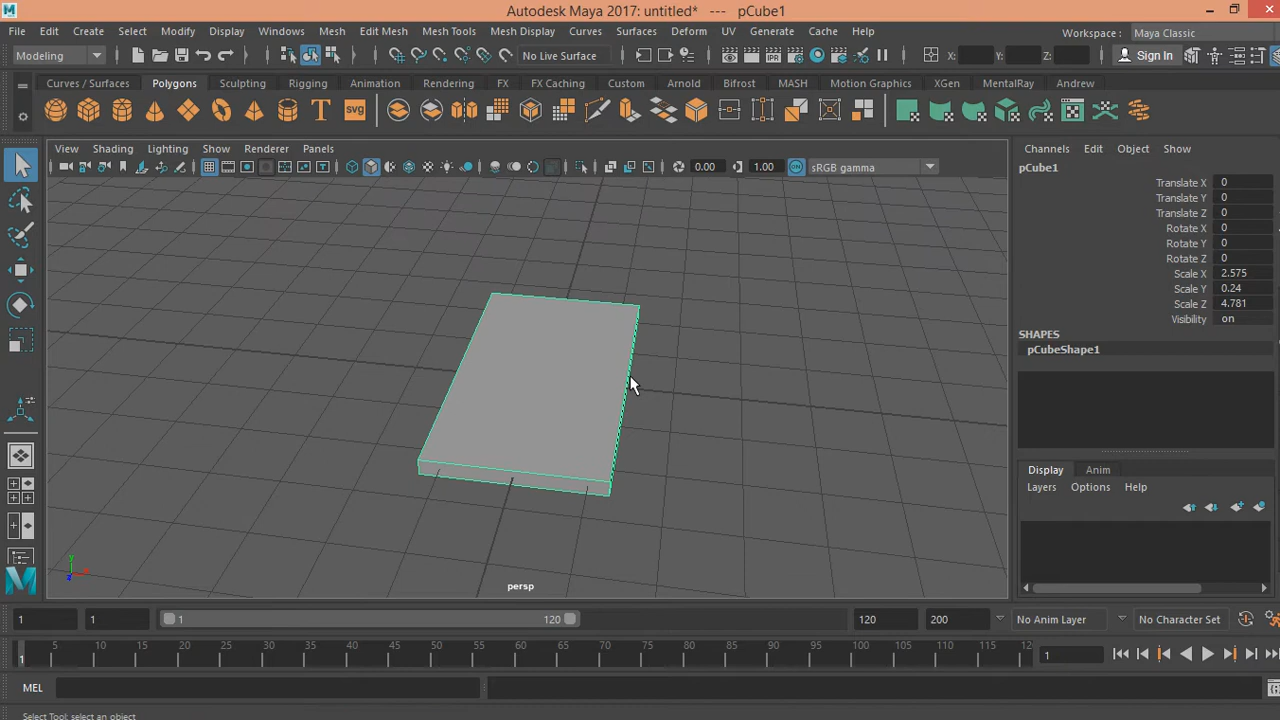 Autodesk Maya 2017: untitled* --- pCube1
File Edit Create Select Modify Display Windows Mesh Edit Mesh Mesh Tools Mesh Display Curves Surfaces Deform UV Generate Cache Help Workspace : Maya Classic
Modeling No Live Surface X: Y: Z: Sign In
Curves / Surfaces Polygons Sculpting Rigging Animation Rendering FX FX Caching Custom Arnold Bifrost MASH Motion Graphics XGen MentalRay Andrew
T SVG
View Shading Lighting Show Renderer Panels
0.00 1.00 ON sRGB gamma
Channels Edit Object Show
pCube1
Translate X 0
Translate Y 0
Translate Z 0
Rotate X 0
Rotate Y 0
Rotate Z 0
Scale X 2.575
Scale Y 0.24
Scale Z 4.781
Visibility on
SHAPES
pCubeShape1
Display Anim
Layers Options Help
y
x
z
persp
1 1 1 120 120 200 No Anim Layer No Character Set
1 5 10 15 20 25 30 35 40 45 50 55 60 65 70 75 80 85 90 95 100 105 110 115 1
MEL
Select Tool: select an object